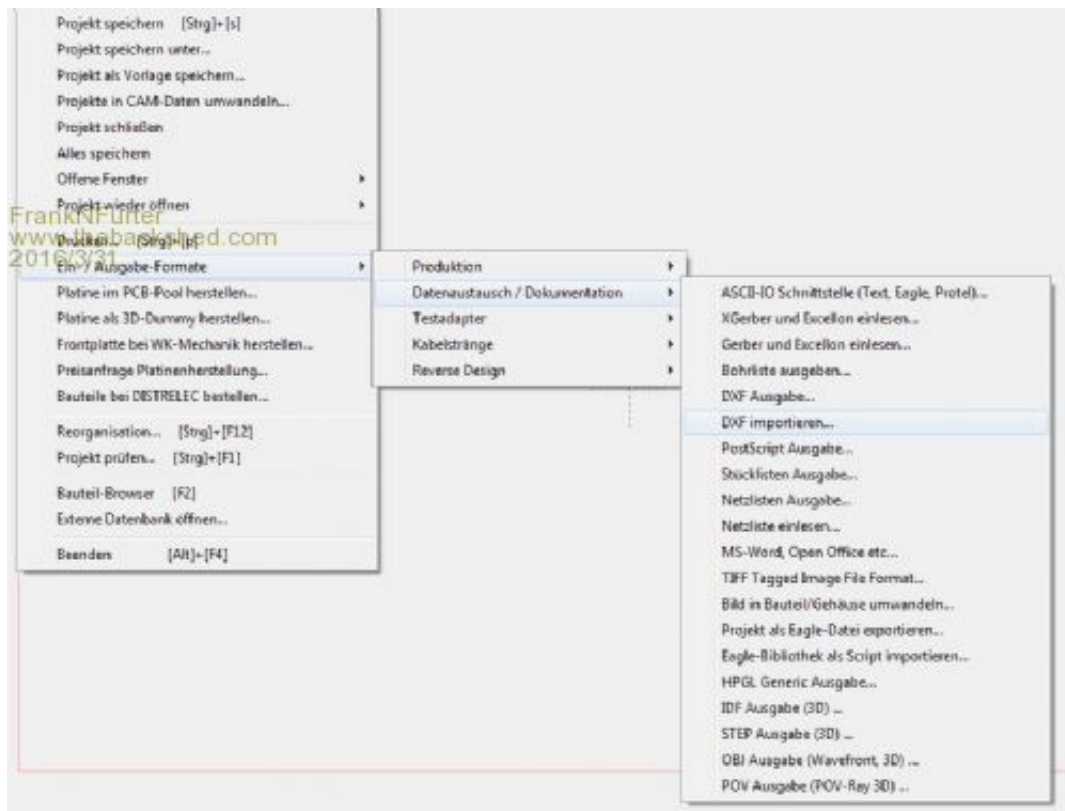 Projekt speichern [Strg]+[s]
Projekt speichern unter...
Projekt als Vorlage speichern...
Projekte in CAM-Daten umwandeln...
Projekt schließen
Alles speichern
Offene Fenster
Projekt wieder öffnen
FrankNFurter
www.thebackshed.com
Drucken... [Strg]+[p]
2016/3/31
Ein- / Ausgabe-Formate
Platine im PCB-Pool herstellen...
Platine als 3D-Dummy herstellen...
Frontplatte bei WK-Mechanik herstellen...
Preisanfrage Platinenherstellung...
Bauteile bei DISTRELEC bestellen...
Reorganisation... [Strg]+[F12]
Projekt prüfen... [Strg]+[F1]
Bauteil-Browser [F2]
Externe Datenbank öffnen...
Beenden [Alt]+[F4]
Produktion
Datenaustausch / Dokumentation
Testadapter
Kabelstränge
Reverse Design
ASCII-IO Schnittstelle (Text, Eagle, Protel)...
XGerber und Excellon einlesen...
Gerber und Excellon einlesen...
Bohrliste ausgeben...
DXF Ausgabe...
DXF importieren...
PostScript Ausgabe...
Stücklisten Ausgabe...
Netzlisten Ausgabe...
Netzliste einlesen...
MS-Word, Open Office etc...
TIFF Tagged Image File Format...
Bild in Bauteil/Gehäuse umwandeln...
Projekt als Eagle-Datei exportieren...
Eagle-Bibliothek als Script importieren...
HPGL Generic Ausgabe...
IDF Ausgabe (3D) ...
STEP Ausgabe (3D) ...
OBJ Ausgabe (Wavefront, 3D) ...
POV Ausgabe (POV-Ray 3D) ...